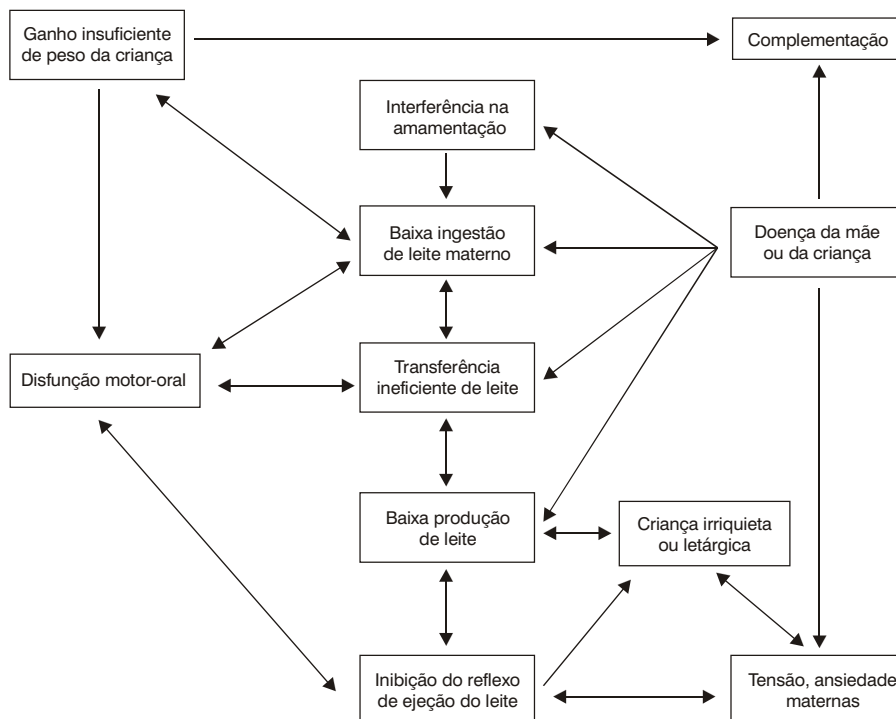 Ganho insuficiente
de peso da criança
Complementação
Interferência na
amamentação
Baixa ingestão
de leite materno
Doença da mãe
ou da criança
Disfunção motor-oral
Transferência
ineficiente de leite
Baixa produção
de leite
Criança irriquieta
ou letárgica
Inibição do reflexo
de ejeção do leite
Tensão, ansiedade
maternas